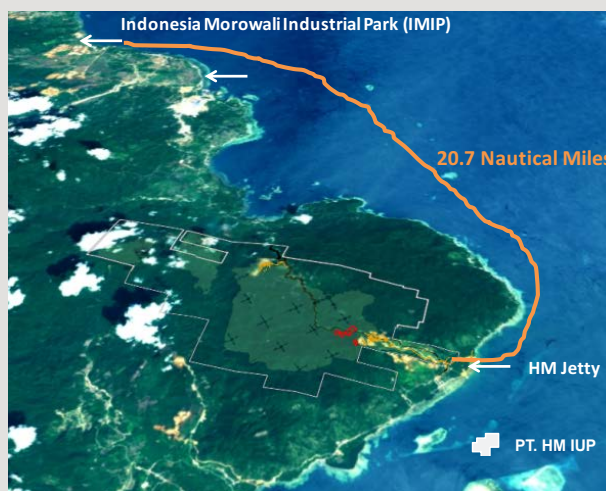 Indonesia Morowali Industrial Park (IMIP)
20.7 Nautical Miles
HM Jetty
PT. HM IUP